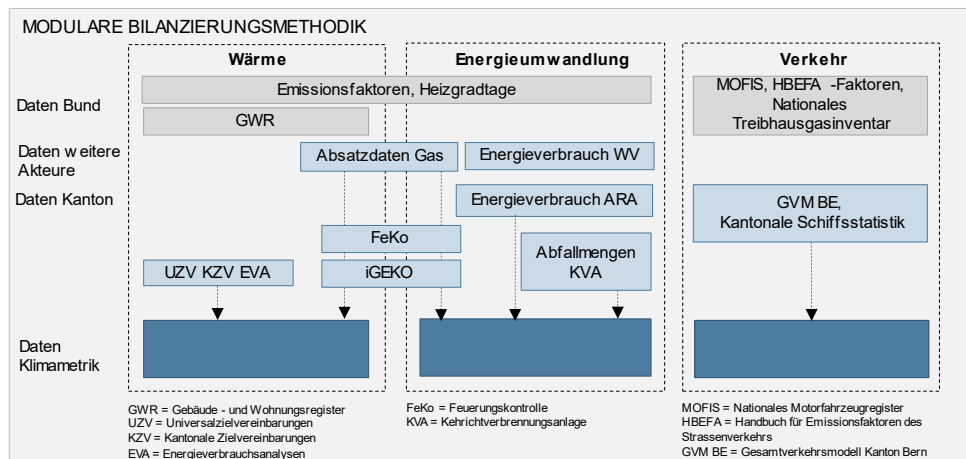 MODULARE BILANZIERUNGSMETHODIK
Wärme
Energieumwandlung
Verkehr
Daten Bund
Emissionsfaktoren, Heizgradtage
MOFIS, HBEFA -Faktoren,
Nationales
Treibhausgasinventar
GWR
Daten weitere
Akteure
Absatzdaten Gas
Energieverbrauch WV
Daten Kanton
Energieverbrauch ARA
GVM BE,
Kantonale Schiffsstatistik
FeKo
Abfallmengen
KVA
UZV KZV EVA
iGEKO
Daten
Klimametrik
GWR = Gebäude - und Wohnungsregister
UZV = Universalzielvereinbarungen
KZV = Kantonale Zielvereinbarungen
EVA = Energieverbrauchsanalysen
FeKo = Feuerungskontrolle
KVA = Kehrichtverbrennungsanlage
MOFIS = Nationales Motorfahrzeugregister
HBEFA = Handbuch für Emissionsfaktoren des
Strassenverkehrs
GVM BE = Gesamtverkehrsmodell Kanton Bern